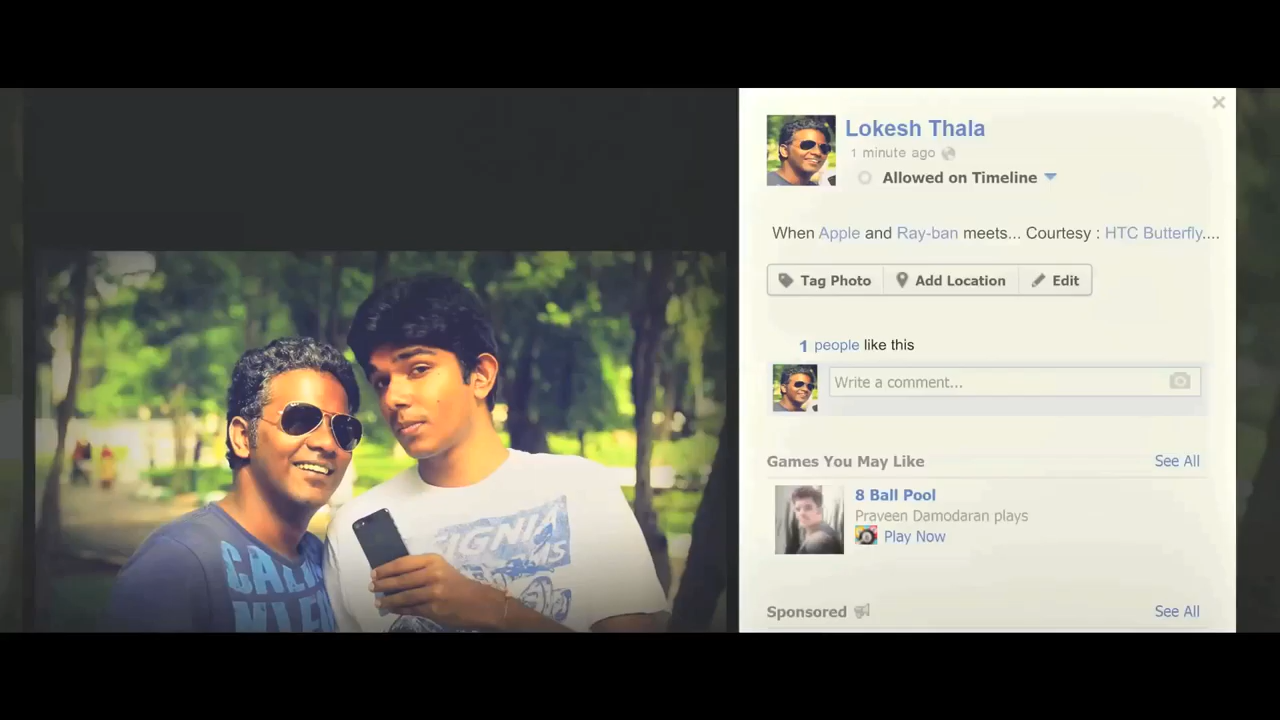 Lokesh Thala
1 minute ago
Allowed on Timeline
When Apple and Ray-ban meets... Courtesy : HTC Butterfly....
Tag Photo Add Location Edit
1 people like this
Write a comment...
Games You May Like See All
8 Ball Pool
Praveen Damodaran plays
Play Now
Sponsored See All